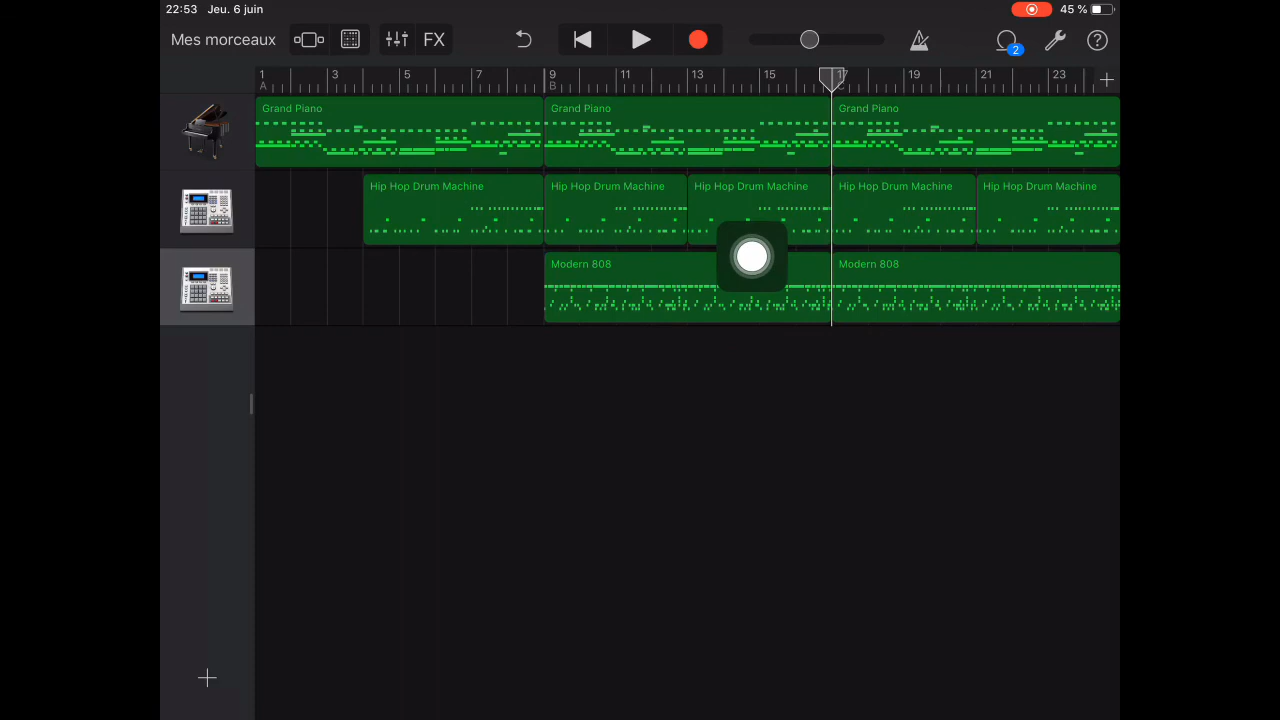 22:53 Jeu. 6 juin 45 %
Mes morceaux FX 2 ?
1 3 5 7 9 11 13 15 17 19 21 23
A B
Grand Piano Grand Piano Grand Piano
Hip Hop Drum Machine Hip Hop Drum Machine Hip Hop Drum Machine Hip Hop Drum Machine Hip Hop Drum Machine
Modern 808 Modern 808